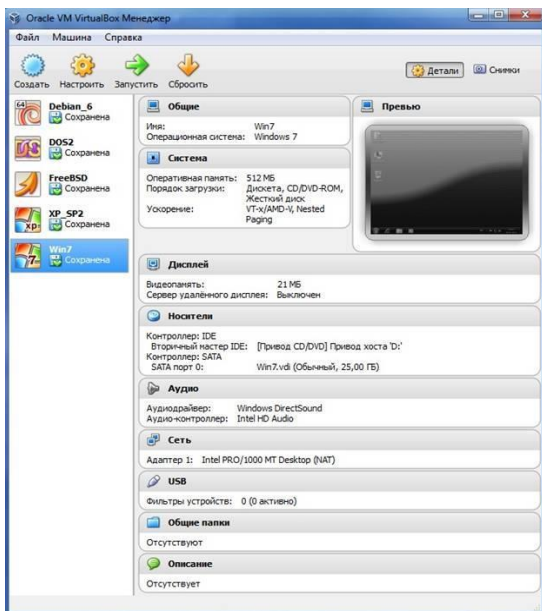 Oracle VM VirtualBox Менеджер
Файл Машина Справка
Создать Настроить Запустить Сбросить
Детали Снимки
64 Debian_6
Сохранена
DOS DOS2
Сохранена
FreeBSD
Сохранена
XP XP_SP2
Сохранена
7 Win7
Сохранена
Общие
Имя: Win7
Операционная система: Windows 7
Превью
Система
Оперативная память: 512 МБ
Порядок загрузки: Дискета, CD/DVD-ROM,
Жесткий диск
Ускорение: VT-x/AMD-V, Nested
Paging
Дисплей
Видеопамять: 21 МБ
Сервер удалённого дисплея: Выключен
Носители
Контроллер: IDE
Вторичный мастер IDE: [Привод CD/DVD] Привод хоста 'D:'
Контроллер: SATA
SATA порт 0: Win7.vdi (Обычный, 25,00 ГБ)
Аудио
Аудиодрайвер: Windows DirectSound
Аудио-контроллер: Intel HD Audio
Сеть
Адаптер 1: Intel PRO/1000 MT Desktop (NAT)
USB
Фильтры устройств: 0 (0 активно)
Общие папки
Отсутствуют
Описание
Отсутствует